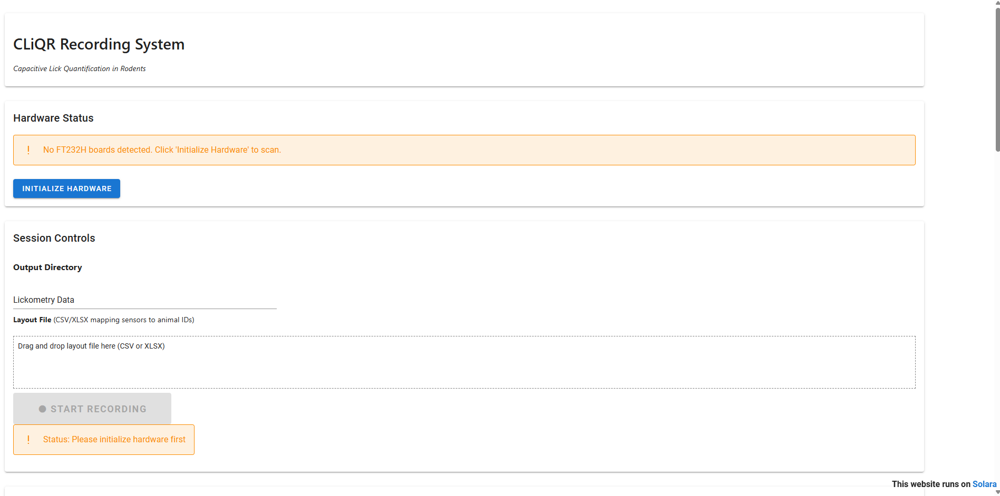 CLiQR Recording System
Capacitive Lick Quantification in Rodents
Hardware Status
! No FT232H boards detected. Click 'Initialize Hardware' to scan.
INITIALIZE HARDWARE
Session Controls
Output Directory
Lickometry Data
Layout File (CSV/XLSX mapping sensors to animal IDs)
Drag and drop layout file here (CSV or XLSX)
START RECORDING
! Status: Please initialize hardware first
This website runs on Solara